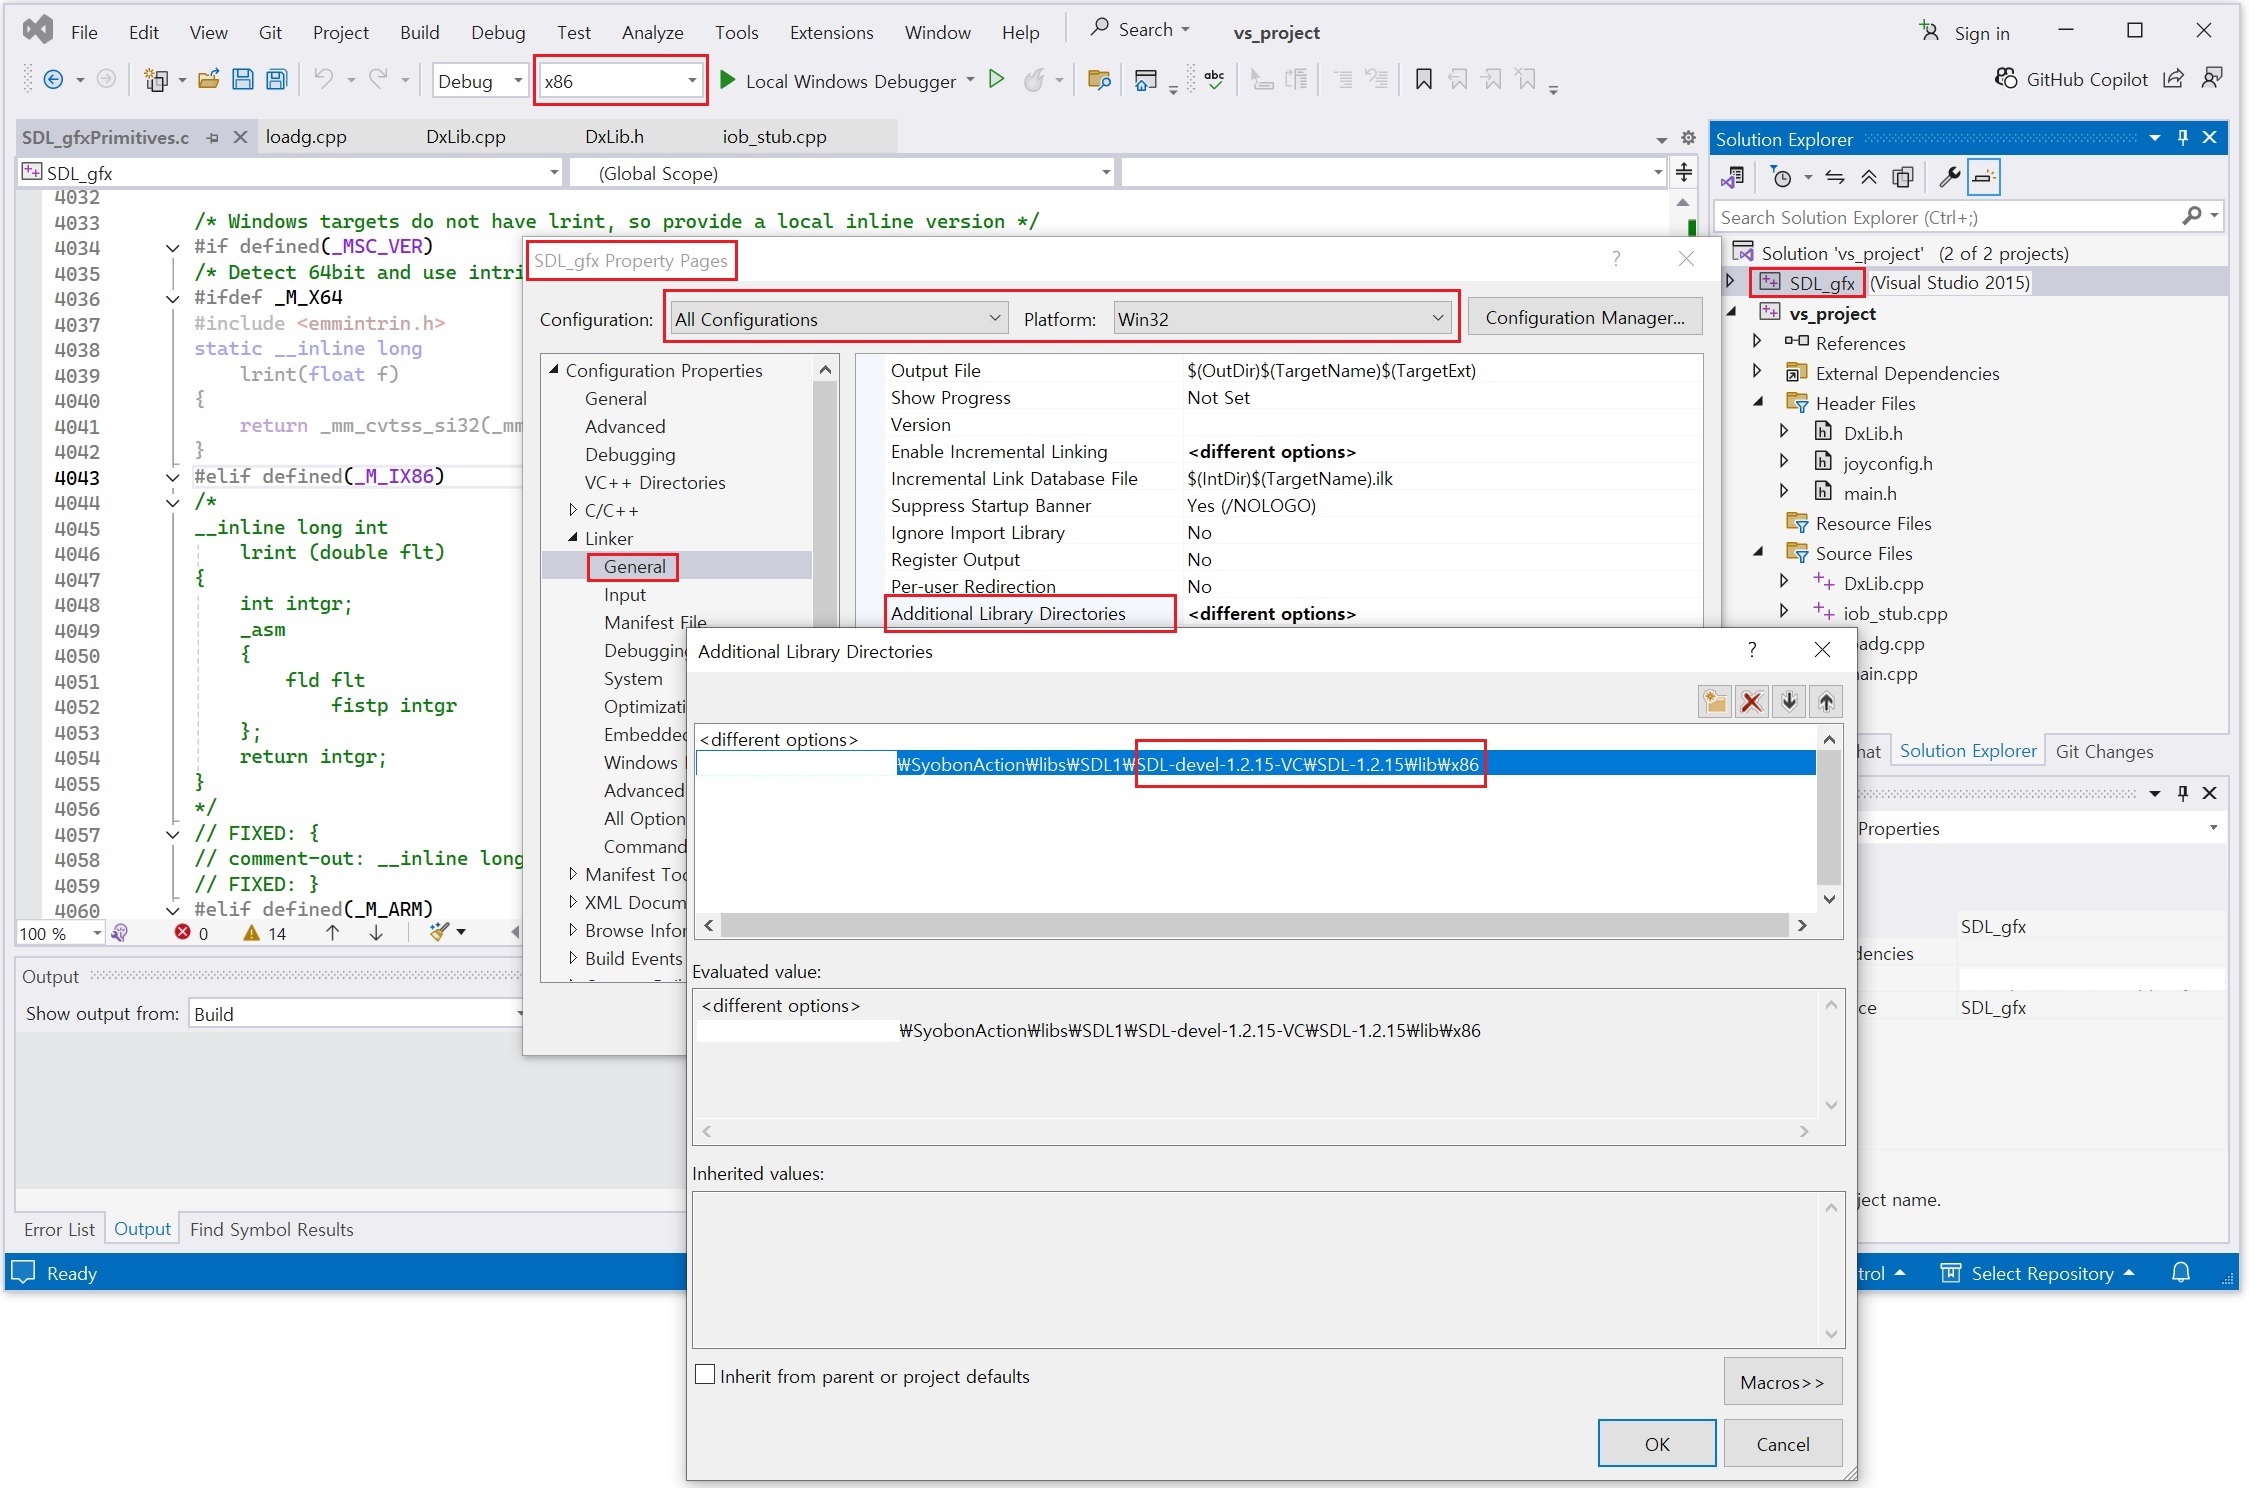 File Edit View Git Project Build Debug Test Analyze Tools Extensions Window Help Search vs_project Sign in
Debug x86 Local Windows Debugger abc GitHub Copilot
SDL_gfxPrimitives.c loadg.cpp DxLib.cpp DxLib.h iob_stub.cpp
SDL_gfx (Global Scope)
4032
4033 /* Windows targets do not have lrint, so provide a local inline version */
4034 #if defined(_MSC_VER)
4035 /* Detect 64bit and use intri
4036 #ifdef _M_X64
4037 #include <emmintrin.h>
4038 static __inline long
4039 lrint(float f)
4040 {
4041 return _mm_cvtss_si32(_mm
4042 }
4043 #elif defined(_M_IX86)
4044 /*
4045 __inline long int
4046 lrint (double flt)
4047 {
4048 int intgr;
4049 _asm
4050 {
4051 fld flt
4052 fistp intgr
4053 };
4054 return intgr;
4055 }
4056 */
4057 // FIXED: {
4058 // comment-out: __inline long
4059 // FIXED: }
4060 #elif defined(_M_ARM)
100 % 0 14
Output
Show output from: Build
Error List Output Find Symbol Results
Ready
SDL_gfx Property Pages ?
Configuration: All Configurations Platform: Win32 Configuration Manager...
Configuration Properties
General
Advanced
Debugging
VC++ Directories
C/C++
Linker
General
Input
Manifest File
Debugging
System
Optimizati
Embedded
Windows
Advanced
All Option
Command
Manifest Too
XML Docum
Browse Infor
Build Events
Output File $(OutDir)$(TargetName)$(TargetExt)
Show Progress Not Set
Version
Enable Incremental Linking <different options>
Incremental Link Database File $(IntDir)$(TargetName).ilk
Suppress Startup Banner Yes (/NOLOGO)
Ignore Import Library No
Register Output No
Per-user Redirection No
Additional Library Directories <different options>
Additional Library Directories ?
<different options>
₩SyobonAction₩libs₩SDL1₩SDL-devel-1.2.15-VC₩SDL-1.2.15₩lib₩x86
Evaluated value:
<different options>
₩SyobonAction₩libs₩SDL1₩SDL-devel-1.2.15-VC₩SDL-1.2.15₩lib₩x86
Inherited values:
Inherit from parent or project defaults
Macros>>
OK Cancel
Solution Explorer
Search Solution Explorer (Ctrl+;)
Solution 'vs_project' (2 of 2 projects)
SDL_gfx (Visual Studio 2015)
vs_project
References
External Dependencies
Header Files
DxLib.h
joyconfig.h
main.h
Resource Files
Source Files
DxLib.cpp
iob_stub.cpp
adg.cpp
ain.cpp
hat Solution Explorer Git Changes
Properties
SDL_gfx
dencies
ce SDL_gfx
ject name.
trol Select Repository